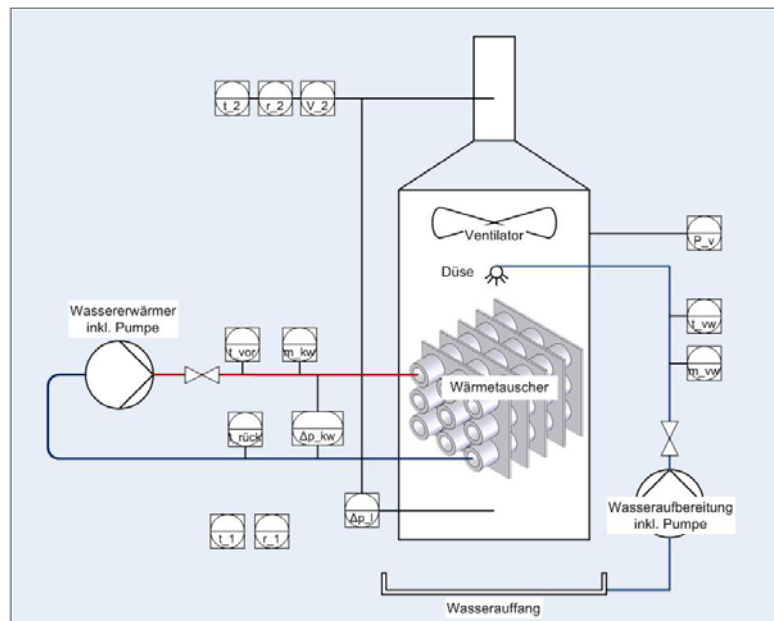 t_2 r_2 V_2
Ventilator
P_v
Düse
Wassererwärmer
inkl. Pumpe
t_vw
t_vor m_kw
m_vw
Wärmetauscher
t_rück Δp_kw
Wasseraufbereitung
inkl. Pumpe
Δp_l
t_1 r_1
Wasserauffang